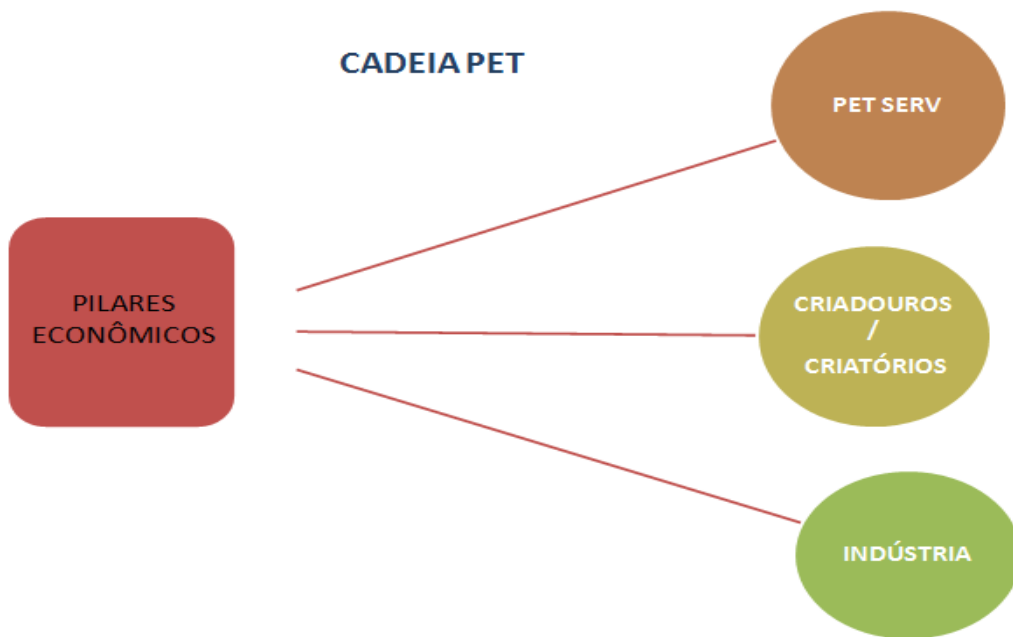 CADEIA PET
PET SERV
PILARES
ECONÔMICOS
CRIADOUROS
/
CRIATÓRIOS
INDÚSTRIA